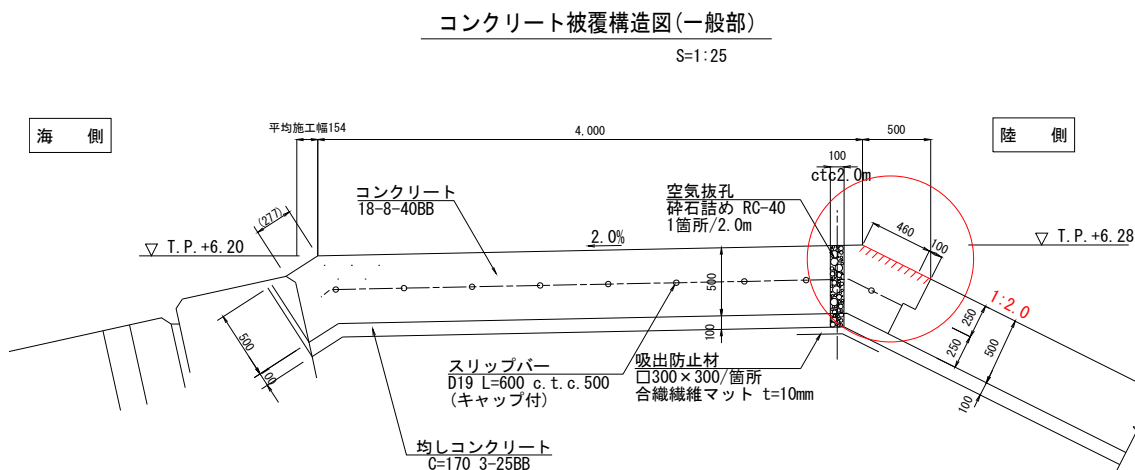 コンクリート被覆構造図(一般部)
S=1:25
海 側
陸 側
平均施工幅154
4,000
500
100
ctc2.0m
(277)
コンクリート
18-8-40BB
空気抜孔
砕石詰め RC-40
1箇所/2.0m
460
100
▽ T.P.+6.20
2.0%
▽ T.P.+6.28
500
100
1:2.0
250
250
500
100
500
100
スリップバー
D19 L=600 c.t.c.500
(キャップ付)
吸出防止材
□300×300/箇所
合繊繊維マット t=10mm
均しコンクリート
C=170 3-25BB